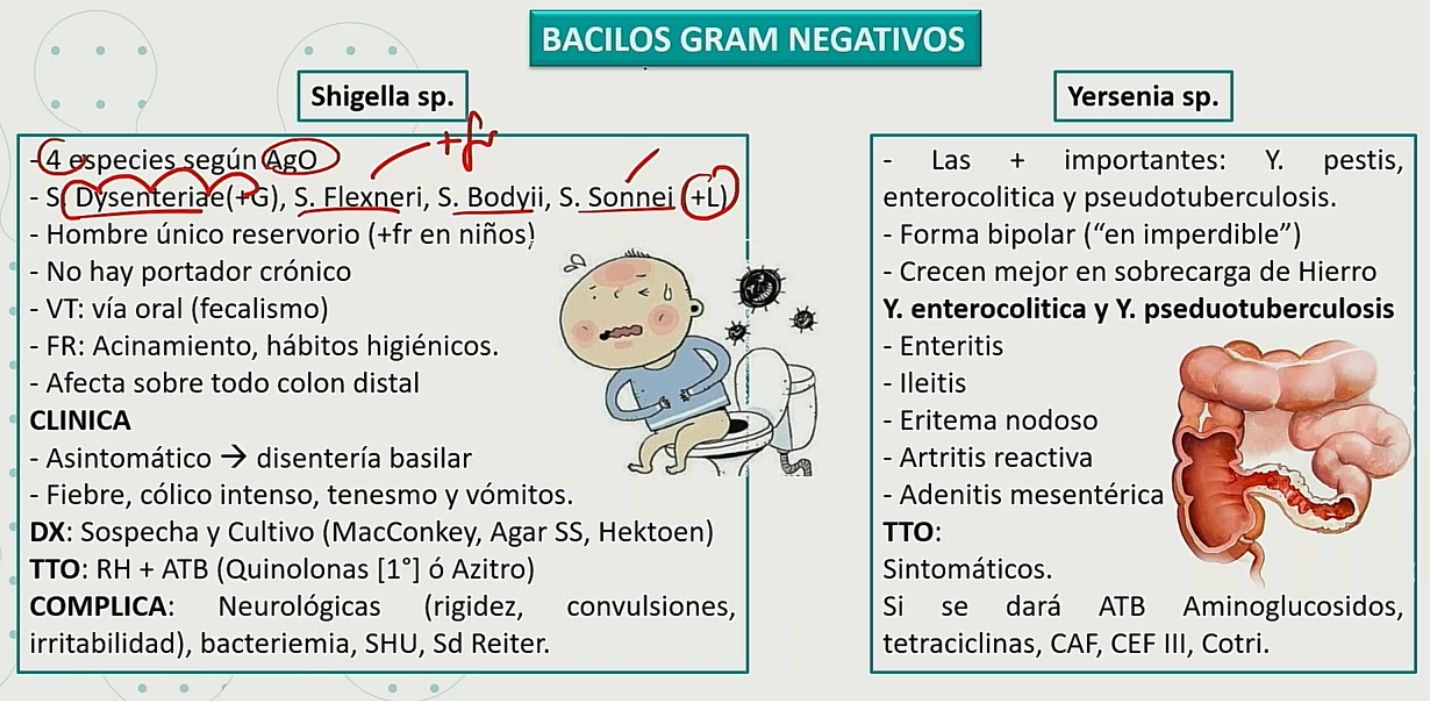 BACILOS GRAM NEGATIVOS
Shigella sp.
- 4 especies según AgO
+fr
- S. Dysenteriae(+G), S. Flexneri, S. Bodyii, S. Sonnei (+L)
- Hombre único reservorio (+fr en niños)
- No hay portador crónico
- VT: vía oral (fecalismo)
- FR: Acinamiento, hábitos higiénicos.
- Afecta sobre todo colon distal
CLINICA
- Asintomático → disentería basilar
- Fiebre, cólico intenso, tenesmo y vómitos.
DX: Sospecha y Cultivo (MacConkey, Agar SS, Hektoen)
TTO: RH + ATB (Quinolonas [1°] ó Azitro)
COMPLICA: Neurológicas (rigidez, convulsiones,
irritabilidad), bacteriemia, SHU, Sd Reiter.
Yersenia sp.
- Las + importantes: Y. pestis,
enterocolitica y pseudotuberculosis.
- Forma bipolar (“en imperdible”)
- Crecen mejor en sobrecarga de Hierro
Y. enterocolitica y Y. pseduotuberculosis
- Enteritis
- Ileitis
- Eritema nodoso
- Artritis reactiva
- Adenitis mesentérica
TTO:
Sintomáticos.
Si se dará ATB Aminoglucosidos,
tetraciclinas, CAF, CEF III, Cotri.